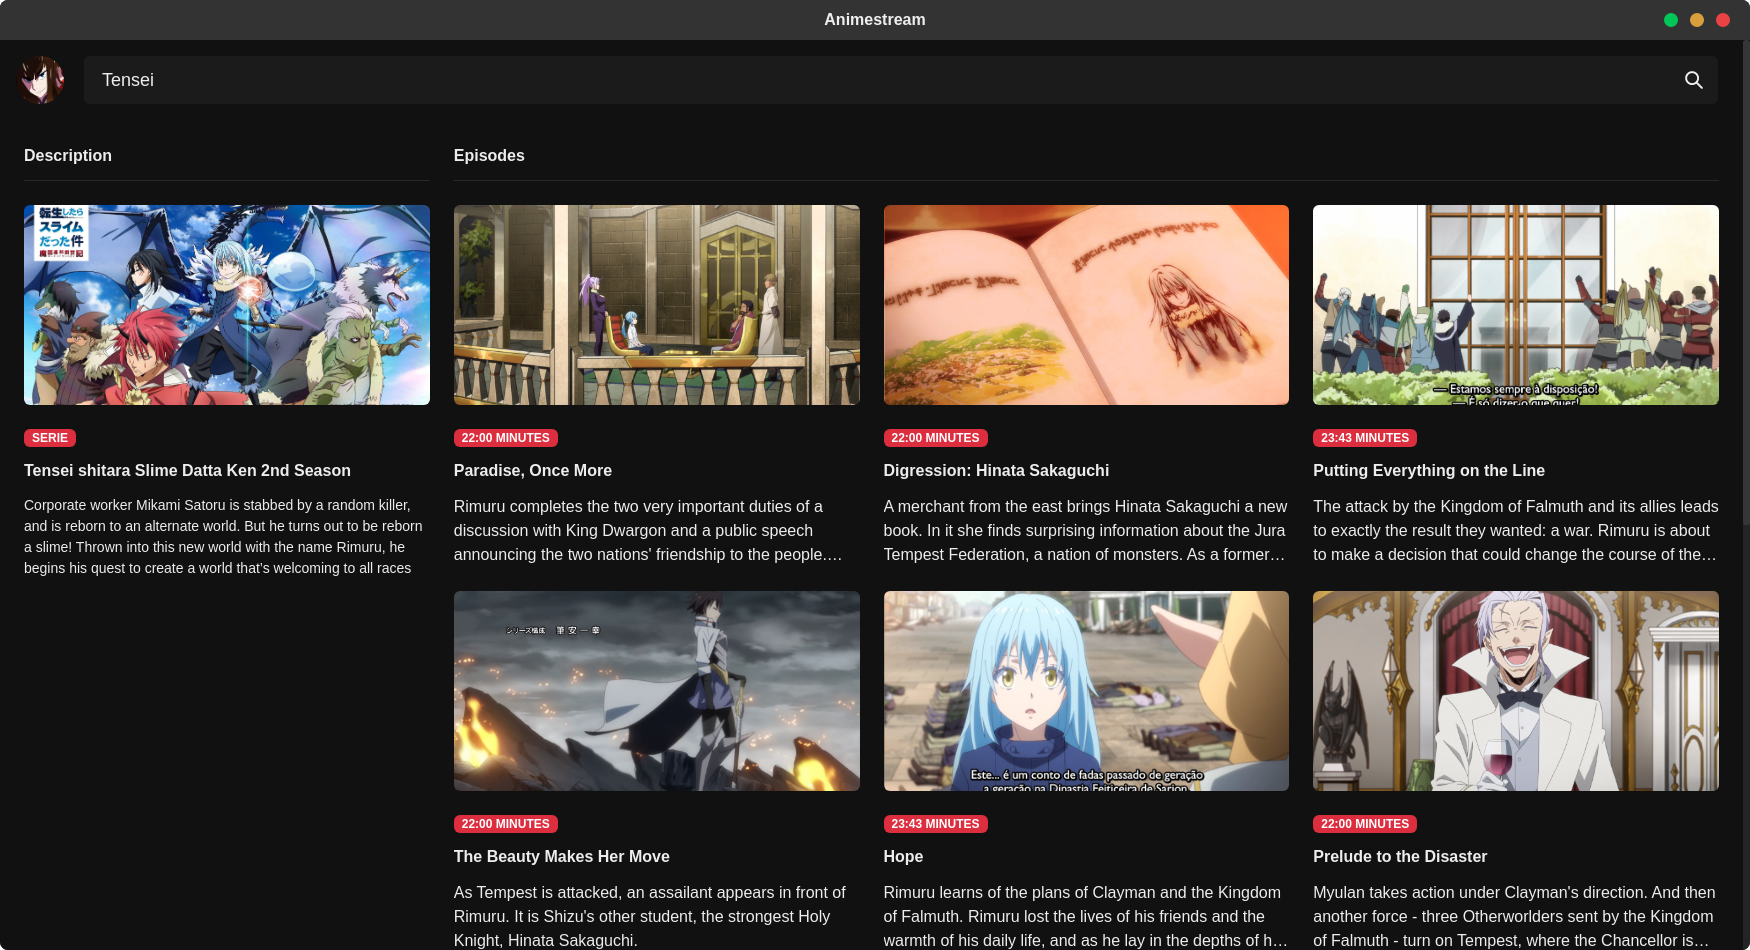 Animestream
Tensei
Description
Episodes
転生したら
スライム
だった件
SERIE
Tensei shitara Slime Datta Ken 2nd Season
Corporate worker Mikami Satoru is stabbed by a random killer,
and is reborn to an alternate world. But he turns out to be reborn
a slime! Thrown into this new world with the name Rimuru, he
begins his quest to create a world that's welcoming to all races
22:00 MINUTES
Paradise, Once More
Rimuru completes the two very important duties of a
discussion with King Dwargon and a public speech
announcing the two nations' friendship to the people.…
22:00 MINUTES
Digression: Hinata Sakaguchi
A merchant from the east brings Hinata Sakaguchi a new
book. In it she finds surprising information about the Jura
Tempest Federation, a nation of monsters. As a former…
— Estamos sempre à disposição!
— É só dizer o que quer!
23:43 MINUTES
Putting Everything on the Line
The attack by the Kingdom of Falmuth and its allies leads
to exactly the result they wanted: a war. Rimuru is about
to make a decision that could change the course of the…
シリーズ構成 筆安一幸
22:00 MINUTES
The Beauty Makes Her Move
As Tempest is attacked, an assailant appears in front of
Rimuru. It is Shizu's other student, the strongest Holy
Knight, Hinata Sakaguchi.
Este... é um conto de fadas passado de geração
a geração na Dinastia Feiticeira de Sarion.
23:43 MINUTES
Hope
Rimuru learns of the plans of Clayman and the Kingdom
of Falmuth. Rimuru lost the lives of his friends and the
warmth of his daily life, and as he lay in the depths of h…
22:00 MINUTES
Prelude to the Disaster
Myulan takes action under Clayman's direction. And then
another force - three Otherworlders sent by the Kingdom
of Falmuth - turn on Tempest, where the Chancellor is…